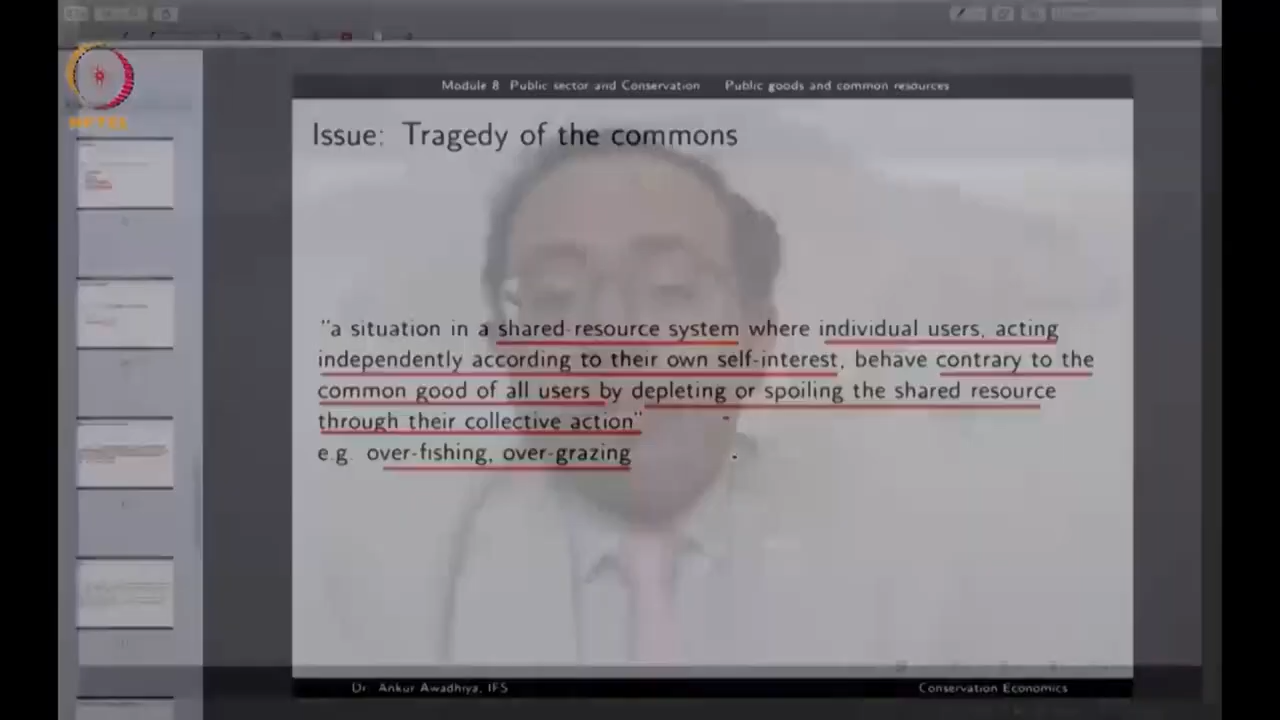 NPTEL
Module 8 Public sector and Conservation Public goods and common resources
Issue: Tragedy of the commons
"a situation in a shared-resource system where individual users, acting
independently according to their own self-interest, behave contrary to the
common good of all users by depleting or spoiling the shared resource
through their collective action"
e.g. over-fishing, over-grazing
Dr. Ankur Awadhiya, IFS Conservation Economics